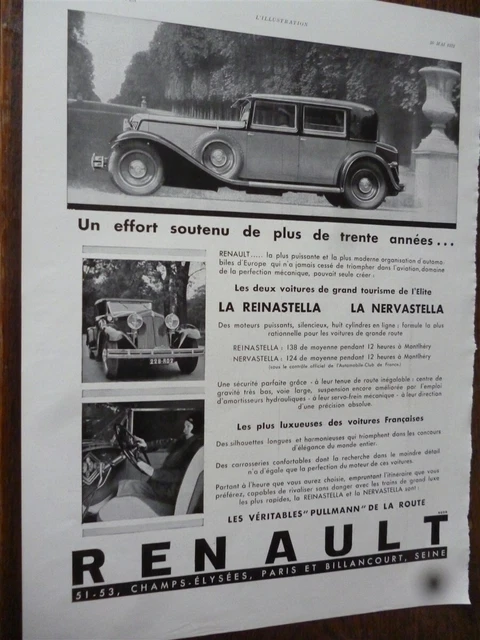 L'ILLUSTRATION
Un effort soutenu de plus de trente années...
RENAULT..... la plus puissante et la plus moderne organisation d'automo-
biles d'Europe qui n'a jamais cessé de triompher dans l'aviation, domaine
de la perfection mécanique, pouvait seule créer :
Les deux voitures de grand tourisme de l'Elite
LA REINASTELLA LA NERVASTELLA
Des moteurs puissants, silencieux, huit cylindres en ligne : formule la plus
rationnelle pour les voitures de grande route
REINASTELLA : 138 de moyenne pendant 12 heures à Montlhéry
NERVASTELLA : 124 de moyenne pendant 12 heures à Montlhéry
(sous le contrôle officiel de l'Automobile-Club de France)
Une sécurité parfaite grâce - à leur tenue de route inégalable : centre de
gravité très bas, voie large, suspension encore améliorée par l'emploi
d'amortisseurs hydrauliques - à leur servo-frein mécanique - à leur direction
d'une précision absolue.
Les plus luxueuses des voitures Françaises
Des silhouettes longues et harmonieuses qui triomphent dans les concours
d'élégance du monde entier.
Des carrosseries confortables dont la recherche dans le moindre détail
n'a d'égale que la perfection du moteur de ces voitures.
Partant à l'heure que vous aurez choisie, empruntant l'itinéraire que vous
préférez, capables de rivaliser sans danger avec les trains de grand luxe
les plus rapides, la REINASTELLA et la NERVASTELLA sont :
LES VÉRITABLES "PULLMANN" DE LA ROUTE
RENAULT
51-53, CHAMPS-ÉLYSÉES, PARIS ET BILLANCOURT, SEINE